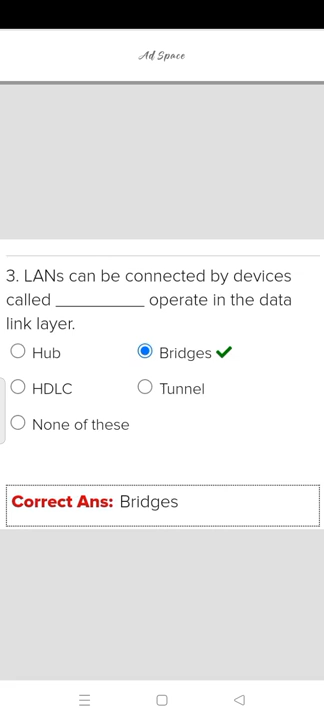 Ad Space
3. LANs can be connected by devices
called __________ operate in the data
link layer.
Hub
Bridges
HDLC
Tunnel
None of these
Correct Ans: Bridges